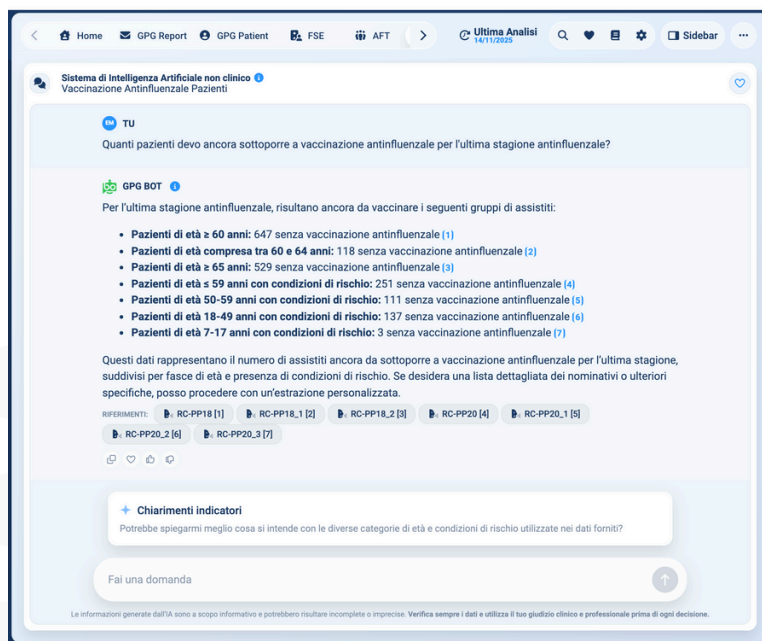 Home GPG Report GPG Patient FSE AFT Ultima Analisi Sidebar
14/11/2025
Sistema di Intelligenza Artificiale non clinico
Vaccinazione Antinfluenzale Pazienti
EM TU
Quanti pazienti devo ancora sottoporre a vaccinazione antinfluenzale per l'ultima stagione antinfluenzale?
GPG BOT
Per l'ultima stagione antinfluenzale, risultano ancora da vaccinare i seguenti gruppi di assistiti:
• Pazienti di età ≥ 60 anni: 647 senza vaccinazione antinfluenzale [1]
• Pazienti di età compresa tra 60 e 64 anni: 118 senza vaccinazione antinfluenzale [2]
• Pazienti di età ≥ 65 anni: 529 senza vaccinazione antinfluenzale [3]
• Pazienti di età ≤ 59 anni con condizioni di rischio: 251 senza vaccinazione antinfluenzale [4]
• Pazienti di età 50-59 anni con condizioni di rischio: 111 senza vaccinazione antinfluenzale [5]
• Pazienti di età 18-49 anni con condizioni di rischio: 137 senza vaccinazione antinfluenzale [6]
• Pazienti di età 7-17 anni con condizioni di rischio: 3 senza vaccinazione antinfluenzale [7]
Questi dati rappresentano il numero di assistiti ancora da sottoporre a vaccinazione antinfluenzale per l'ultima stagione,
suddivisi per fasce di età e presenza di condizioni di rischio. Se desidera una lista dettagliata dei nominativi o ulteriori
specifiche, posso procedere con un'estrazione personalizzata.
RIFERIMENTI: RC-PP18 [1] RC-PP18_1 [2] RC-PP18_2 [3] RC-PP20 [4] RC-PP20_1 [5]
RC-PP20_2 [6] RC-PP20_3 [7]
Chiarimenti indicatori
Potrebbe spiegarmi meglio cosa si intende con le diverse categorie di età e condizioni di rischio utilizzate nei dati forniti?
Fai una domanda
Le informazioni generate dall'IA sono a scopo informativo e potrebbero risultare incomplete o imprecise. Verifica sempre i dati e utilizza il tuo giudizio clinico e professionale prima di ogni decisione.